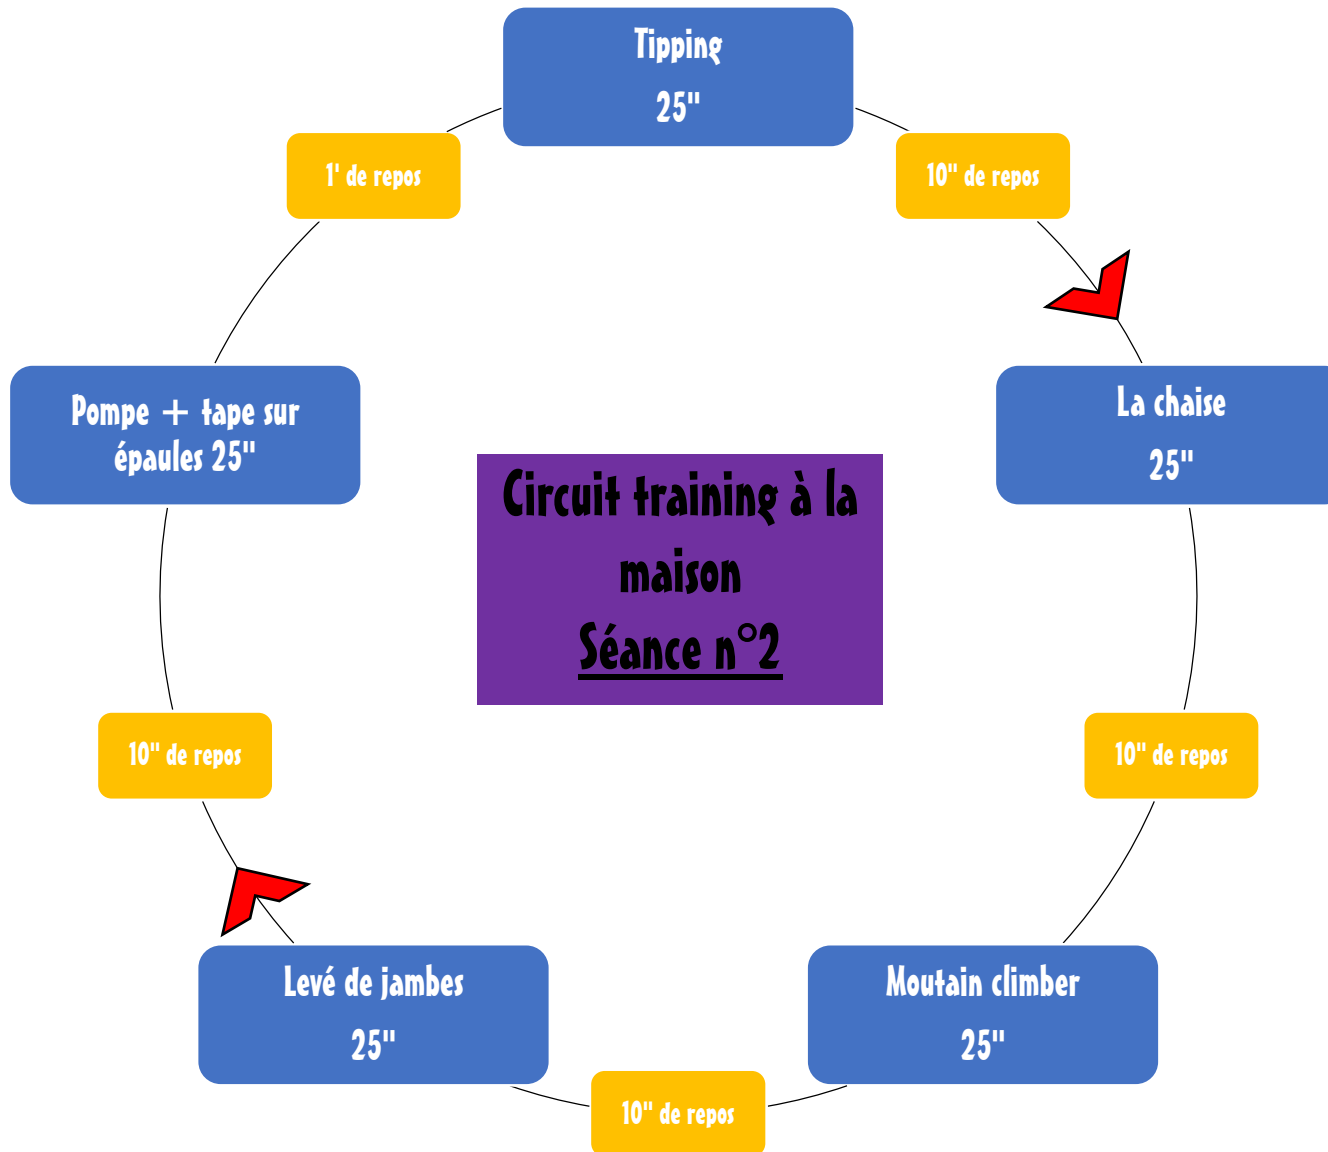 Tipping
25"
1' de repos
10" de repos
Pompe + tape sur
épaules 25"
La chaise
25"
Circuit training à la
maison
Séance n°2
10" de repos
10" de repos
Levé de jambes
25"
Moutain climber
25"
10" de repos